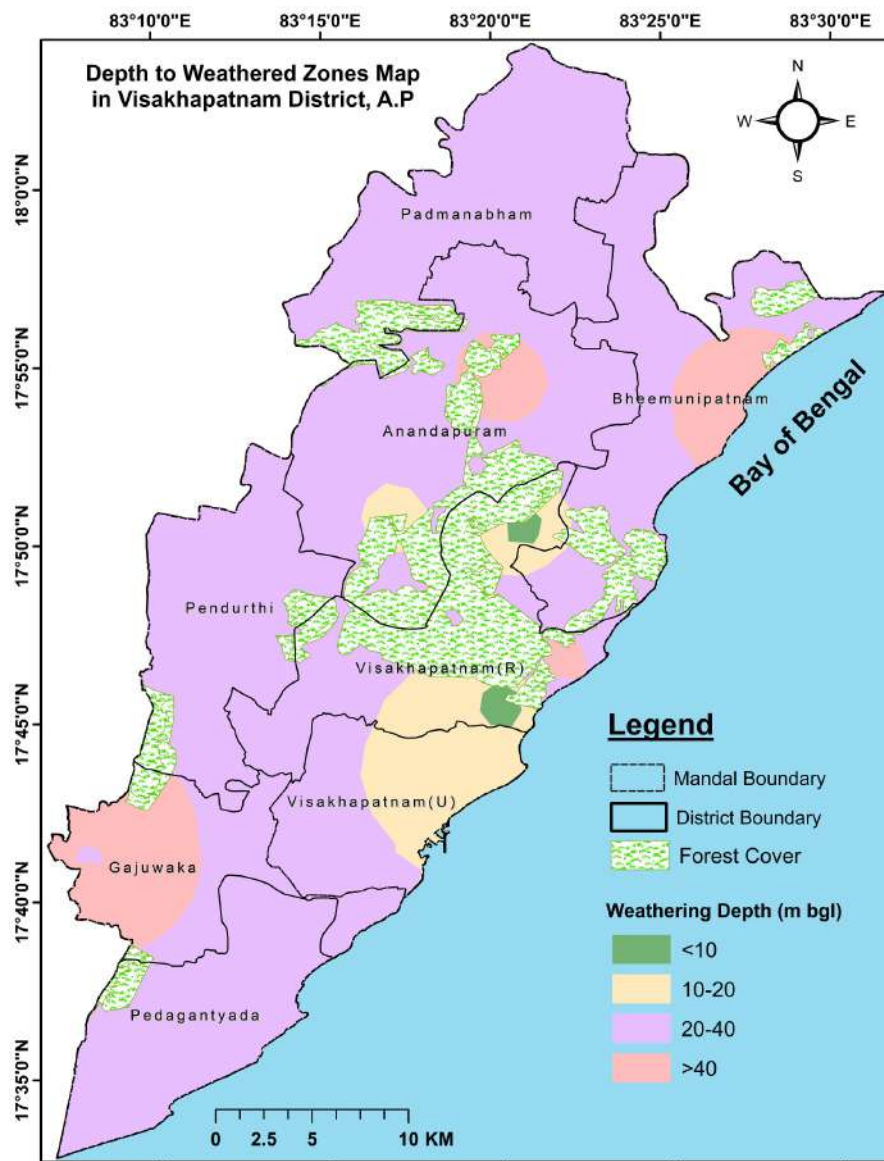 83°10'0"E 83°15'0"E 83°20'0"E 83°25'0"E 83°30'0"E
Depth to Weathered Zones Map
in Visakhapatnam District, A.P
N
W E
S
18°0'0"N
17°55'0"N
17°50'0"N
17°45'0"N
17°40'0"N
17°35'0"N
Padmanabham
Bheemunipatnam
Anandapuram
Bay of Bengal
Pendurthi
Visakhapatnam(R)
Visakhapatnam(U)
Gajuwaka
Pedagantyada
Legend
Mandal Boundary
District Boundary
Forest Cover
Weathering Depth (m bgl)
<10
10-20
20-40
>40
0 2.5 5 10 KM